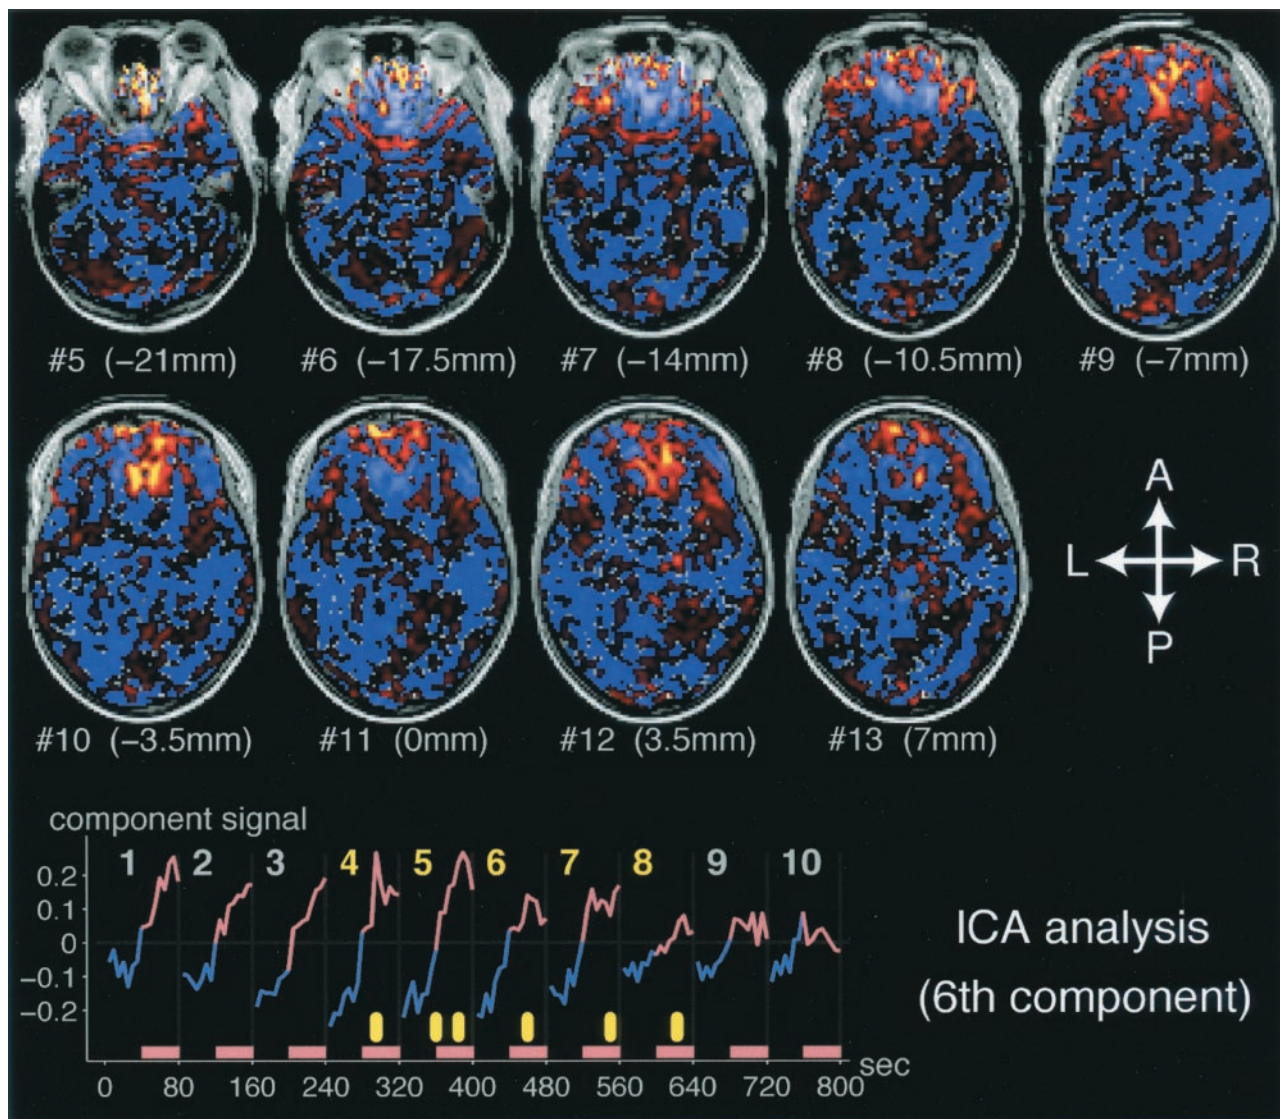 #5 (−21mm)
#6 (−17.5mm)
#7 (−14mm)
#8 (−10.5mm)
#9 (−7mm)
#10 (−3.5mm)
#11 (0mm)
#12 (3.5mm)
#13 (7mm)
A
L R
P
component signal
1 2 3 4 5 6 7 8 9 10
0.2
0.1
0
−0.1
−0.2
0 80 160 240 320 400 480 560 640 720 800 sec
ICA analysis
(6th component)